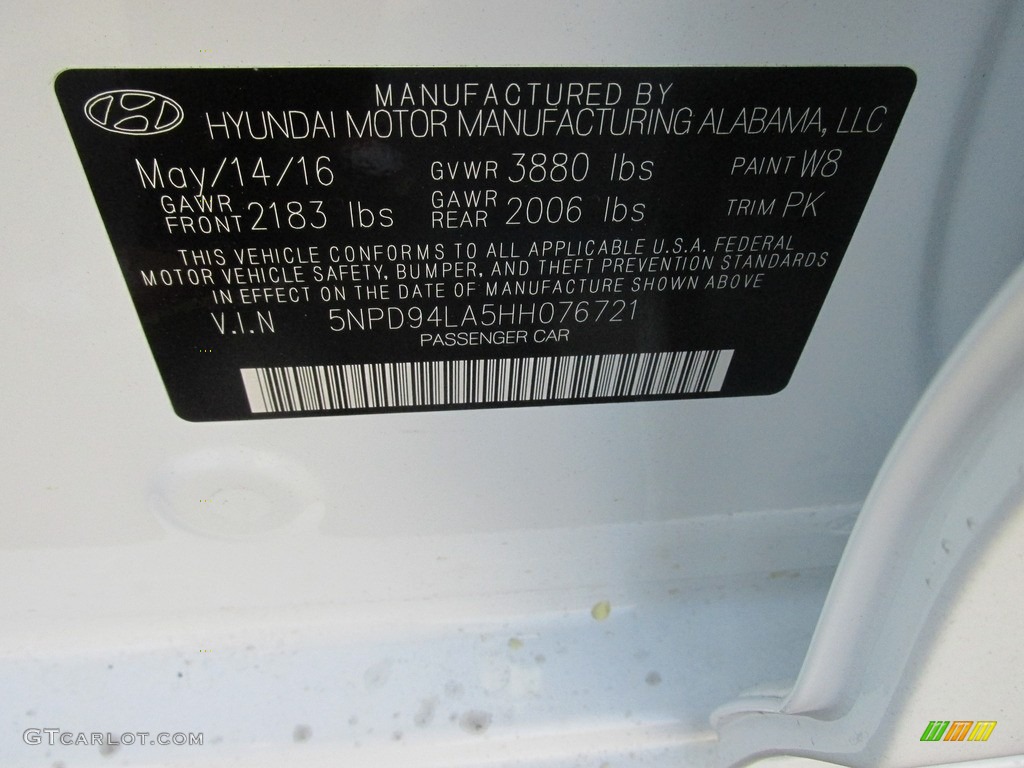 MANUFACTURED BY
HYUNDAI MOTOR MANUFACTURING ALABAMA, LLC
May/14/16 GVWR 3880 lbs PAINT W8
GAWR FRONT 2183 lbs GAWR REAR 2006 lbs TRIM PK
THIS VEHICLE CONFORMS TO ALL APPLICABLE U.S.A. FEDERAL
MOTOR VEHICLE SAFETY, BUMPER, AND THEFT PREVENTION STANDARDS
IN EFFECT ON THE DATE OF MANUFACTURE SHOWN ABOVE
V.I.N 5NPD94LA5HH076721
PASSENGER CAR
GTCARLOT.COM